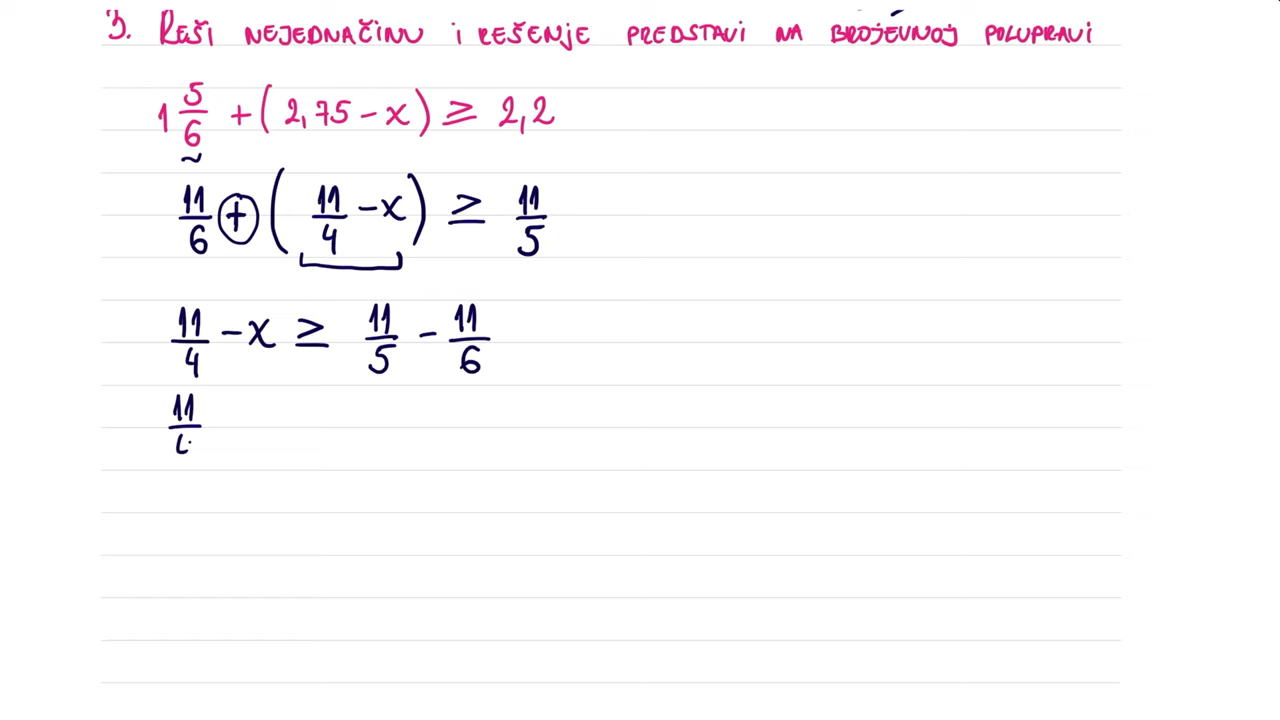 3. REŠI NEJEDNAČINU I REŠENJE PREDSTAVI NA BROJEVNOJ POLUPRAVI
1 5/6 + (2,75 - x) ≥ 2,2
11/6 + (11/4 - x) ≥ 11/5
11/4 - x ≥ 11/5 - 11/6
11/